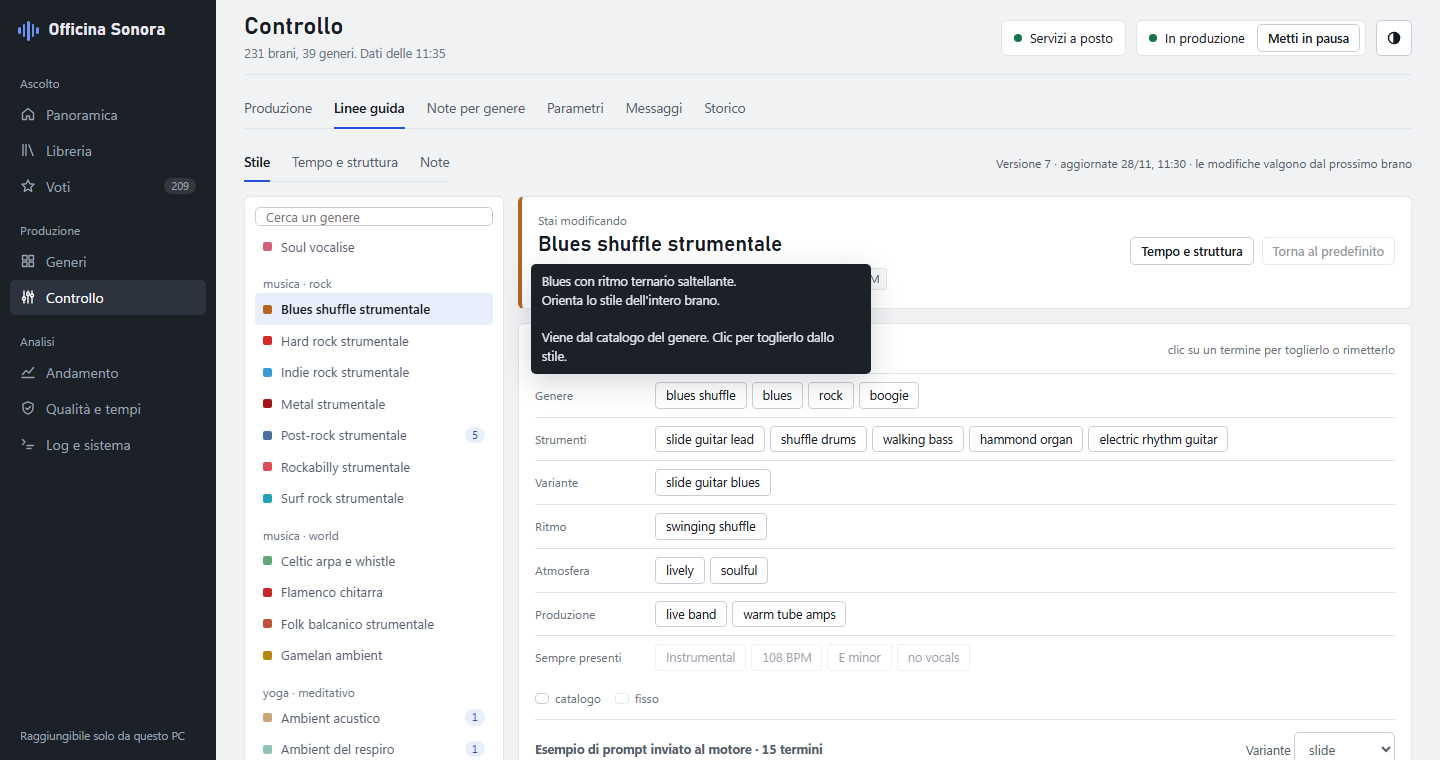 Officina Sonora
Ascolto
Panoramica
Libreria
Voti
209
Produzione
Generi
Controllo
Analisi
Andamento
Qualità e tempi
Log e sistema
Raggiungibile solo da questo PC
Controllo
231 brani, 39 generi. Dati delle 11:35
Servizi a posto
In produzione
Metti in pausa
Produzione
Linee guida
Note per genere
Parametri
Messaggi
Storico
Stile
Tempo e struttura
Note
Versione 7 · aggiornate 28/11, 11:30 · le modifiche valgono dal prossimo brano
Cerca un genere
Soul vocalise
musica · rock
Blues shuffle strumentale
Hard rock strumentale
Indie rock strumentale
Metal strumentale
Post-rock strumentale
5
Rockabilly strumentale
Surf rock strumentale
musica · world
Celtic arpa e whistle
Flamenco chitarra
Folk balcanico strumentale
Gamelan ambient
yoga · meditativo
Ambient acustico
1
Ambient del respiro
1
Stai modificando
Blues shuffle strumentale
Tempo e struttura
Torna al predefinito
M
Blues con ritmo ternario saltellante.
Orienta lo stile dell'intero brano.
Viene dal catalogo del genere. Clic per toglierlo dallo
stile.
clic su un termine per toglierlo o rimetterlo
Genere
blues shuffle
blues
rock
boogie
Strumenti
slide guitar lead
shuffle drums
walking bass
hammond organ
electric rhythm guitar
Variante
slide guitar blues
Ritmo
swinging shuffle
Atmosfera
lively
soulful
Produzione
live band
warm tube amps
Sempre presenti
Instrumental
108 BPM
E minor
no vocals
catalogo
fisso
Esempio di prompt inviato al motore · 15 termini
Variante
slide